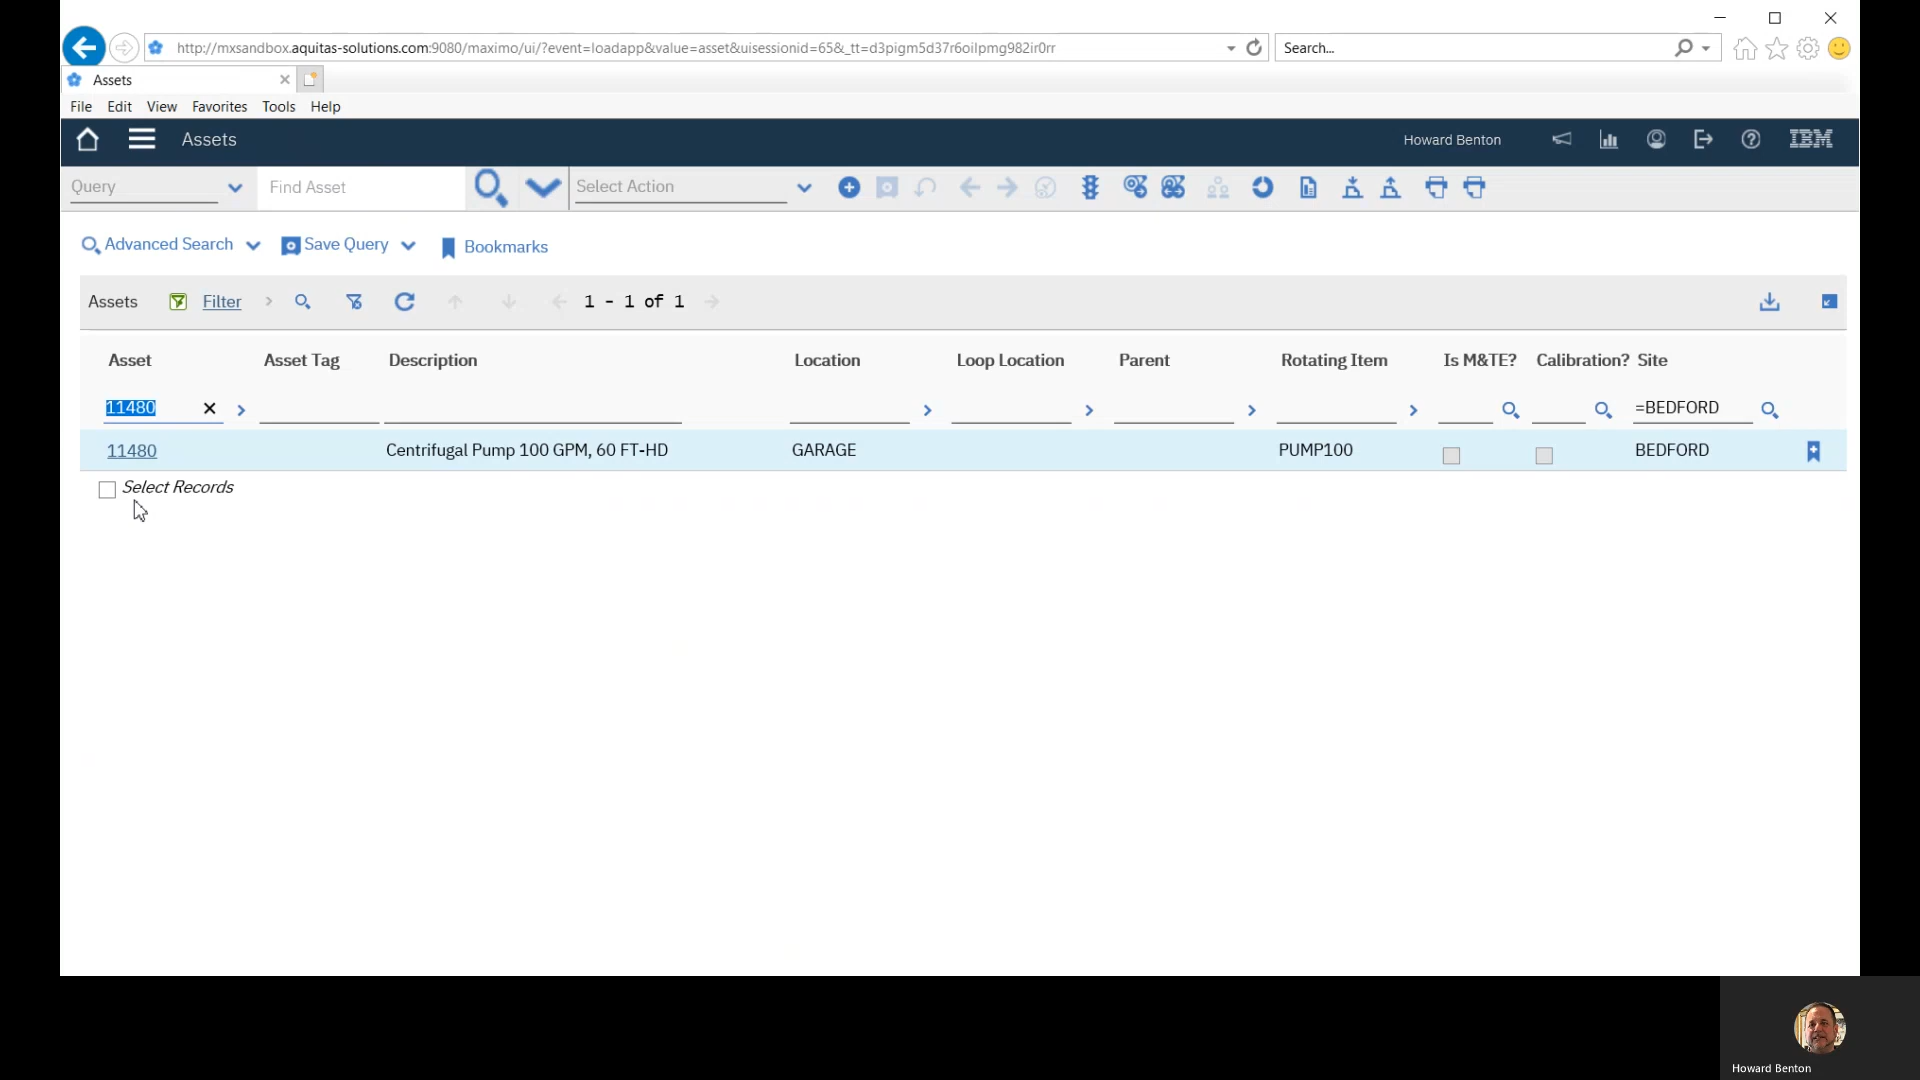 http://mxsandbox.aquitas-solutions.com:9080/maximo/ui/?event=loadapp&value=asset&uisessionid=65&_tt=d3pigm5d37r6oilpmg982ir0rr
Search...
Assets
File Edit View Favorites Tools Help
Assets
Howard Benton
IBM
Query
Find Asset
Select Action
Advanced Search
Save Query
Bookmarks
Assets Filter 1 - 1 of 1
Asset Asset Tag Description Location Loop Location Parent Rotating Item Is M&TE? Calibration? Site
11480 =BEDFORD
11480 Centrifugal Pump 100 GPM, 60 FT-HD GARAGE PUMP100 BEDFORD
Select Records
Howard Benton